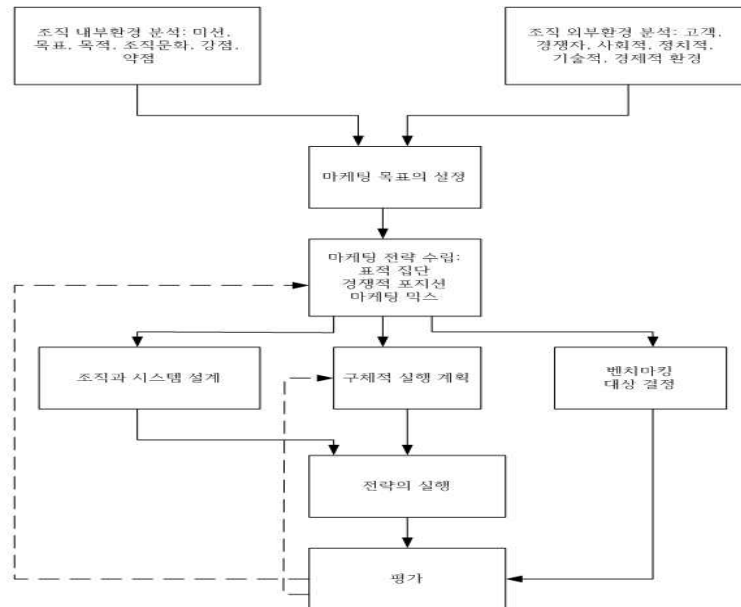 조직 내부환경 분석: 미션,
목표, 목적, 조직문화, 강점,
약점
조직 외부환경 분석: 고객,
경쟁자, 사회적, 정치적,
기술적, 경제적 환경
마케팅 목표의 설정
마케팅 전략 수립:
표적 집단
경쟁적 포지션
마케팅 믹스
조직과 시스템 설계
구체적 실행 계획
벤치마킹
대상 결정
전략의 실행
평가